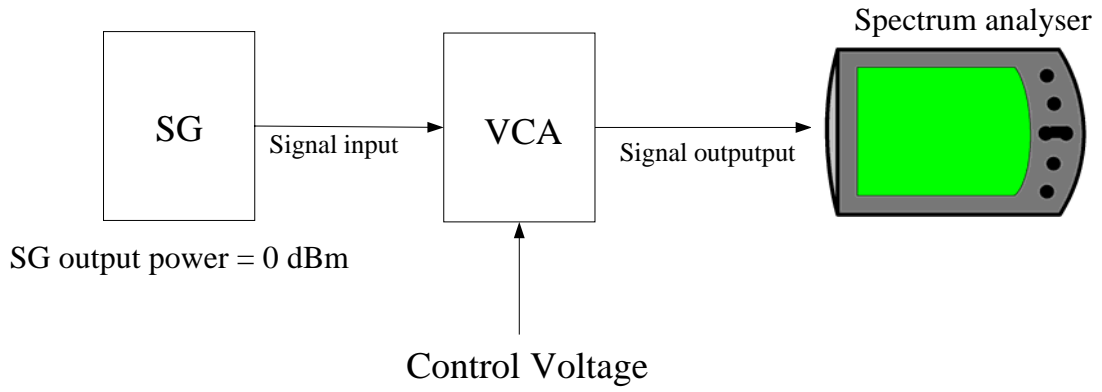 Spectrum analyser
SG
Signal input
VCA
Signal outputput
SG output power = 0 dBm
Control Voltage